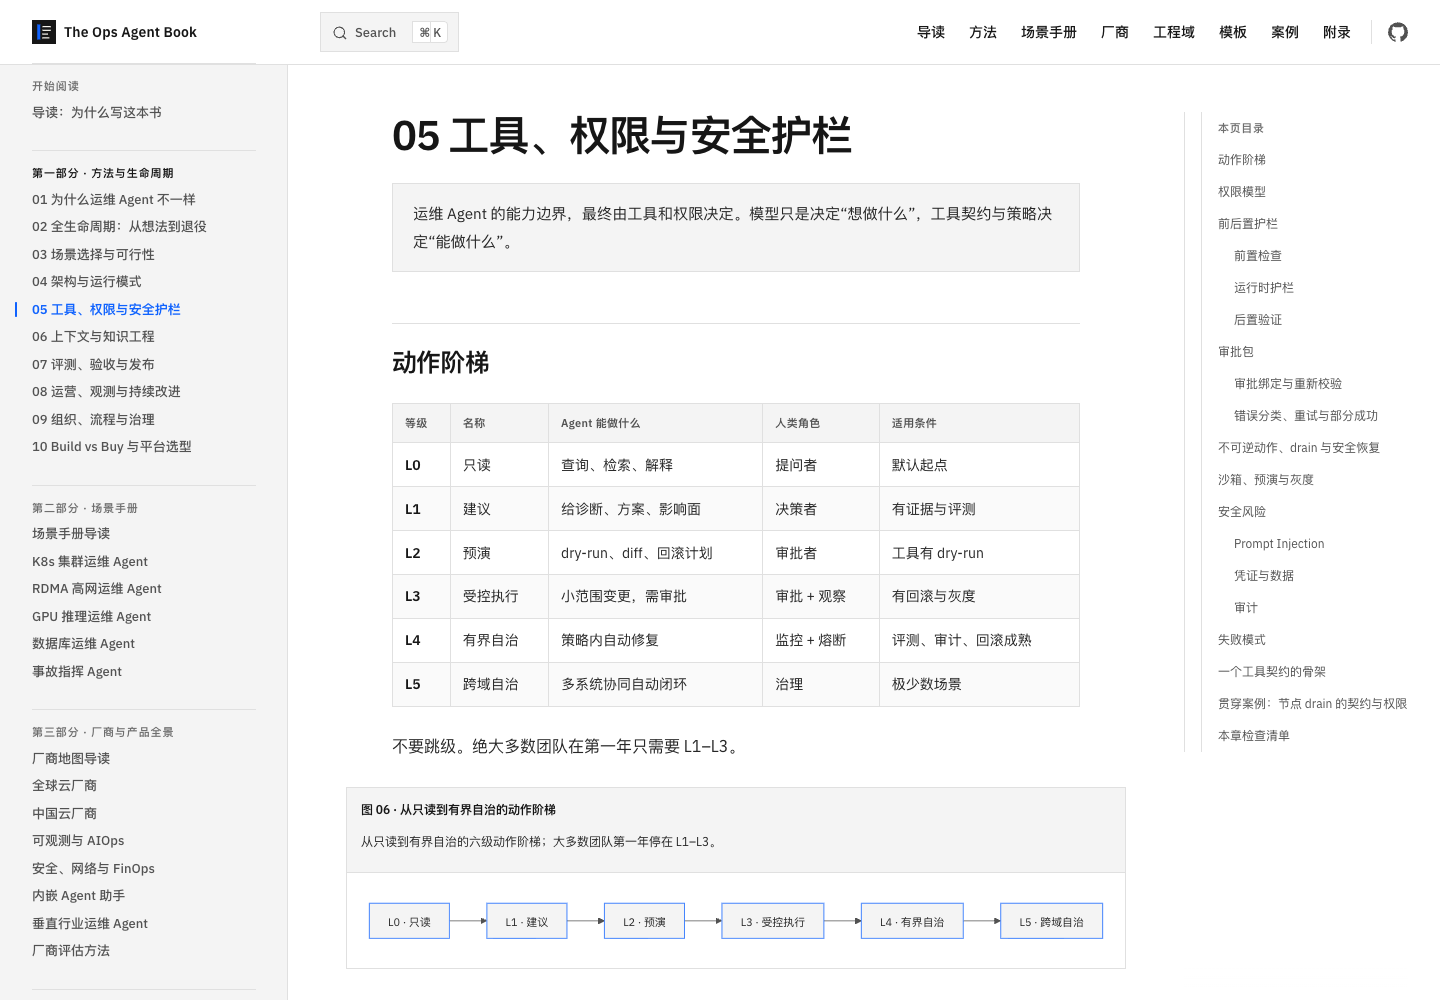 The Ops Agent Book
Search ⌘ K
导读 方法 场景手册 厂商 工程域 模板 案例 附录
开始阅读
导读：为什么写这本书
第一部分 · 方法与生命周期
01 为什么运维 Agent 不一样
02 全生命周期：从想法到退役
03 场景选择与可行性
04 架构与运行模式
05 工具、权限与安全护栏
06 上下文与知识工程
07 评测、验收与发布
08 运营、观测与持续改进
09 组织、流程与治理
10 Build vs Buy 与平台选型
第二部分 · 场景手册
场景手册导读
K8s 集群运维 Agent
RDMA 高网运维 Agent
GPU 推理运维 Agent
数据库运维 Agent
事故指挥 Agent
第三部分 · 厂商与产品全景
厂商地图导读
全球云厂商
中国云厂商
可观测与 AIOps
安全、网络与 FinOps
内嵌 Agent 助手
垂直行业运维 Agent
厂商评估方法
05 工具、权限与安全护栏
运维 Agent 的能力边界，最终由工具和权限决定。模型只是决定“想做什么”，工具契约与策略决
定“能做什么”。
动作阶梯
等级 名称 Agent 能做什么 人类角色 适用条件
L0 只读 查询、检索、解释 提问者 默认起点
L1 建议 给诊断、方案、影响面 决策者 有证据与评测
L2 预演 dry-run、diff、回滚计划 审批者 工具有 dry-run
L3 受控执行 小范围变更，需审批 审批 + 观察 有回滚与灰度
L4 有界自治 策略内自动修复 监控 + 熔断 评测、审计、回滚成熟
L5 跨域自治 多系统协同自动闭环 治理 极少数场景
不要跳级。绝大多数团队在第一年只需要 L1–L3。
图 06 · 从只读到有界自治的动作阶梯
从只读到有界自治的六级动作阶梯；大多数团队第一年停在 L1–L3。
L0 · 只读 L1 · 建议 L2 · 预演 L3 · 受控执行 L4 · 有界自治 L5 · 跨域自治
本页目录
动作阶梯
权限模型
前后置护栏
前置检查
运行时护栏
后置验证
审批包
审批绑定与重新校验
错误分类、重试与部分成功
不可逆动作、drain 与安全恢复
沙箱、预演与灰度
安全风险
Prompt Injection
凭证与数据
审计
失败模式
一个工具契约的骨架
贯穿案例：节点 drain 的契约与权限
本章检查清单